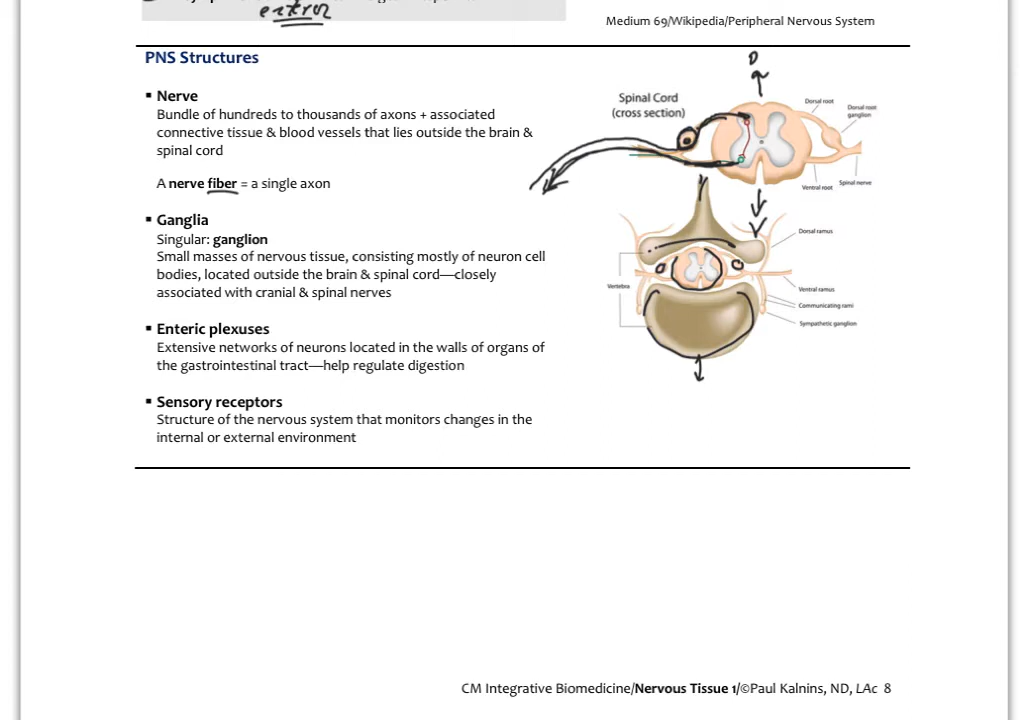 Medium 69/Wikipedia/Peripheral Nervous System
PNS Structures
▪ Nerve
Bundle of hundreds to thousands of axons + associated
connective tissue & blood vessels that lies outside the brain &
spinal cord
A nerve fiber = a single axon
▪ Ganglia
Singular: ganglion
Small masses of nervous tissue, consisting mostly of neuron cell
bodies, located outside the brain & spinal cord—closely
associated with cranial & spinal nerves
▪ Enteric plexuses
Extensive networks of neurons located in the walls of organs of
the gastrointestinal tract—help regulate digestion
▪ Sensory receptors
Structure of the nervous system that monitors changes in the
internal or external environment
D
Spinal Cord
(cross section)
Dorsal root
Dorsal root
ganglion
Ventral root
Spinal nerve
V
Dorsal ramus
Vertebra
Ventral ramus
Communicating rami
Sympathetic ganglion
CM Integrative Biomedicine/Nervous Tissue 1/©Paul Kalnins, ND, LAc 8